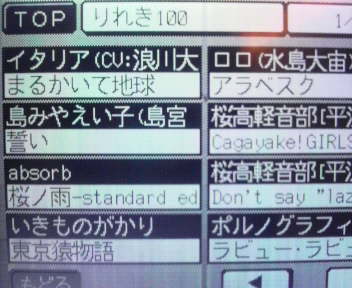 TOP
りれき100
1/
イタリア(CV:浪川大
まるかいて地球
ロロ(水島大宙
アラベスク
島みやえい子(島宮
誓い
桜高軽音部[平沢
Cagayake!GIRLS
absorb
桜ノ雨-standard ed
桜高軽音部[平沢
Don't say "laz
いきものがかり
東京猿物語
ポルノグラフィ
ラビュー・ラビュ
もどる